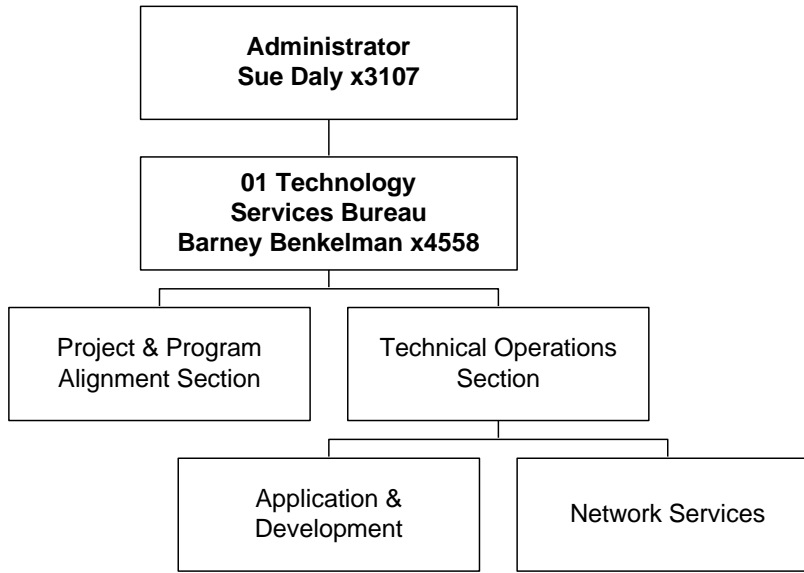 Administrator
Sue Daly x3107
01 Technology
Services Bureau
Barney Benkelman x4558
Project & Program
Alignment Section
Technical Operations
Section
Application &
Development
Network Services